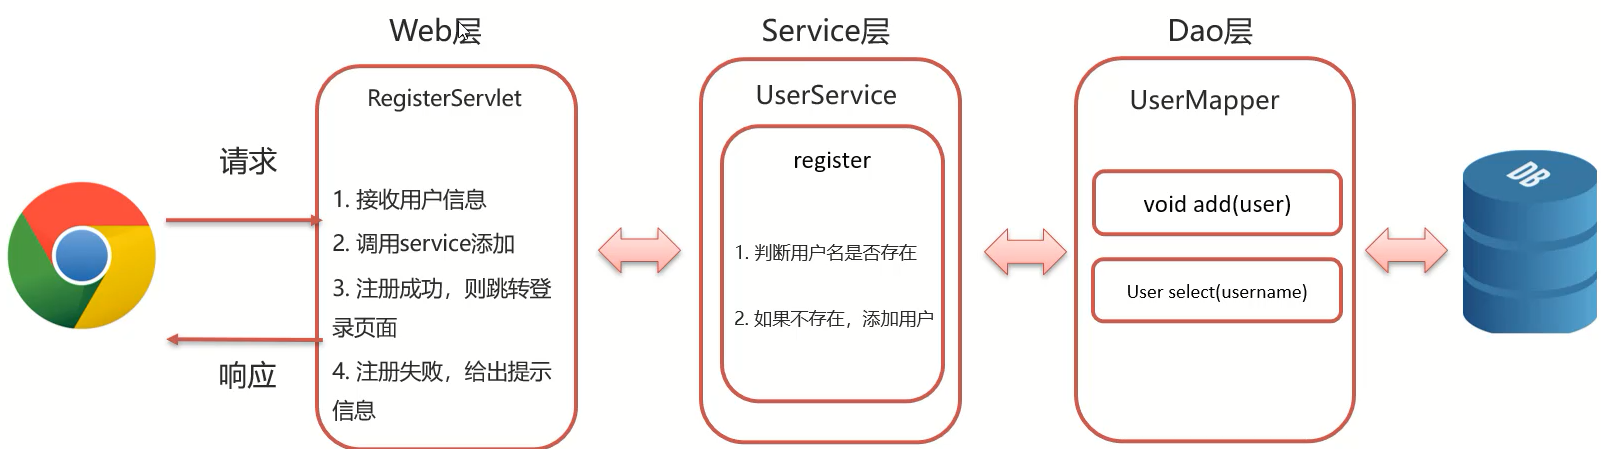 Web层
Service层
Dao层
请求
响应
RegisterServlet
1. 接收用户信息
2. 调用service添加
3. 注册成功，则跳转登
录页面
4. 注册失败，给出提示
信息
UserService
register
1. 判断用户名是否存在
2. 如果不存在，添加用户
UserMapper
void add(user)
User select(username)
DB